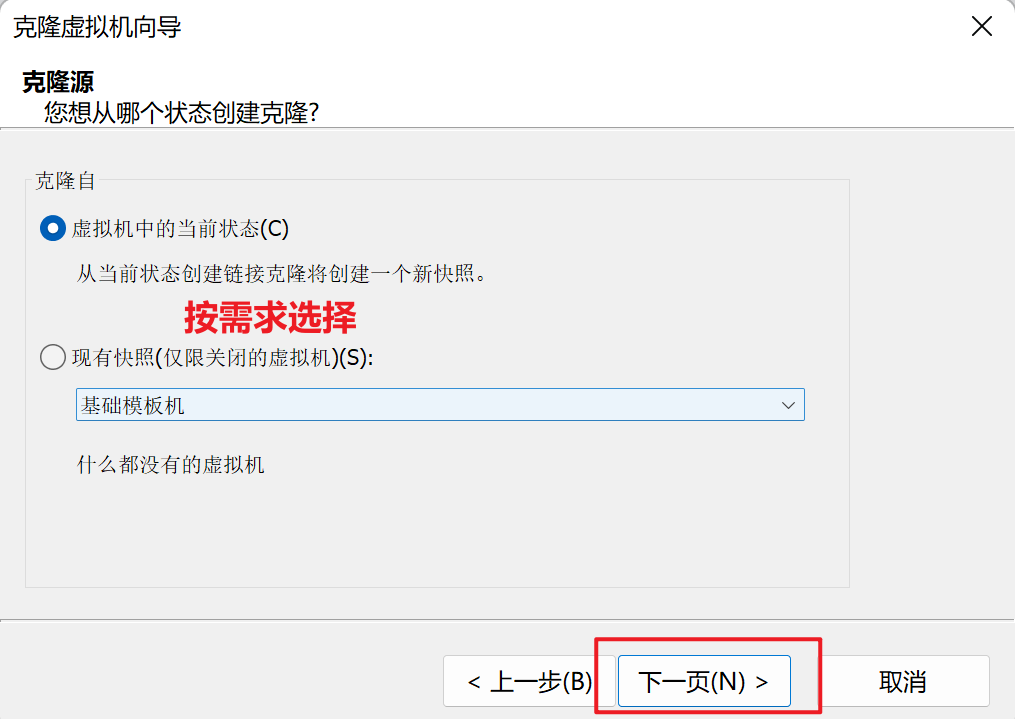 克隆虚拟机向导
克隆源
您想从哪个状态创建克隆?
克隆自
虚拟机中的当前状态(C)
从当前状态创建链接克隆将创建一个新快照。
按需求选择
现有快照(仅限关闭的虚拟机)(S):
基础模板机
什么都没有的虚拟机
< 上一步(B) 下一页(N) > 取消